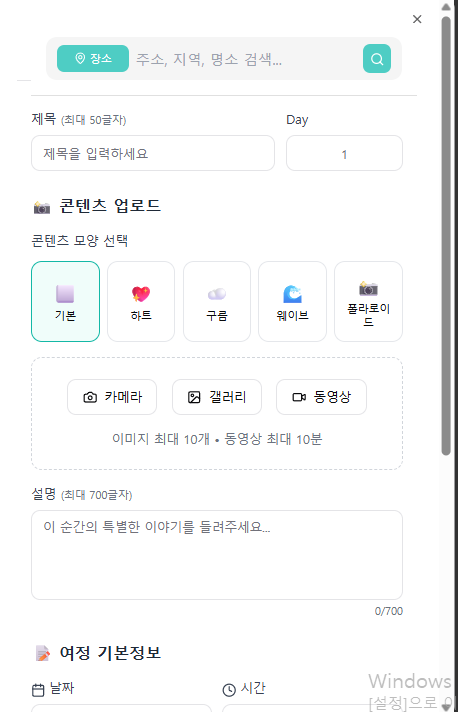 장소 주소, 지역, 명소 검색...
제목 (최대 50글자) Day
제목을 입력하세요 1
콘텐츠 업로드
콘텐츠 모양 선택
기본 하트 구름 웨이브 폴라로이
드
카메라 갤러리 동영상
이미지 최대 10개 • 동영상 최대 10분
설명 (최대 700글자)
이 순간의 특별한 이야기를 들려주세요...
0/700
여정 기본정보
날짜 시간
Windows
[설정]으로